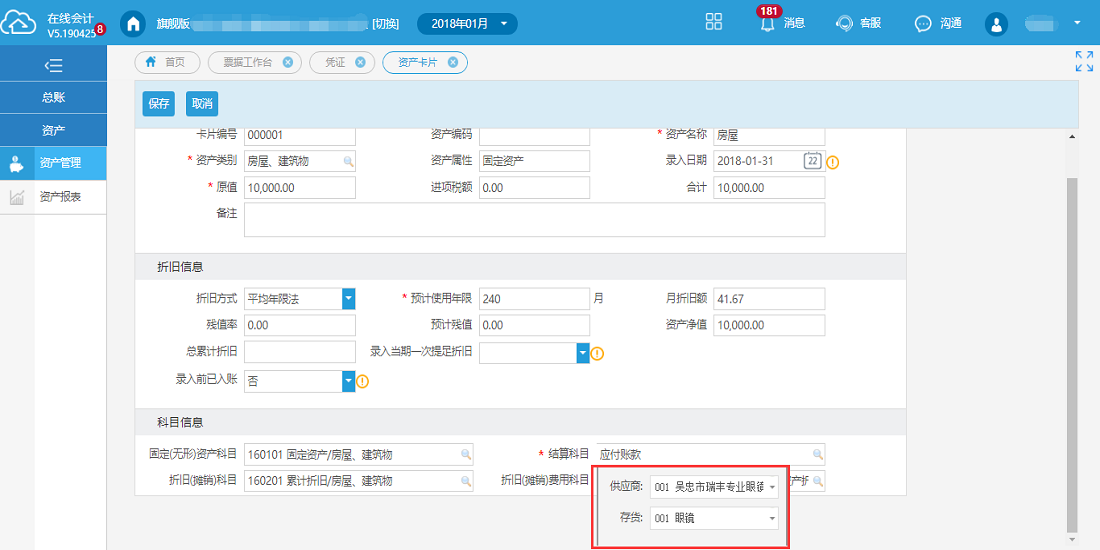 在线会计
V5.190425
8
旗舰版 [切换]
2018年01月
181
消息
客服
沟通
首页
票据工作台
凭证
资产卡片
总账
资产
资产管理
资产报表
保存
取消
卡片编号 000001 资产编码 * 资产名称 房屋
* 资产类别 房屋、建筑物 资产属性 固定资产 录入日期 2018-01-31 22
* 原值 10,000.00 进项税额 0.00 合计 10,000.00
备注
折旧信息
折旧方式 平均年限法 * 预计使用年限 240 月 月折旧额 41.67
残值率 0.00 预计残值 0.00 资产净值 10,000.00
总累计折旧 录入当期一次提足折旧
录入前已入账 否
科目信息
固定(无形)资产科目 160101 固定资产/房屋、建筑物 * 结算科目 应付账款
折旧(摊销)科目 160201 累计折旧/房屋、建筑物 折旧(摊销)费用科目
供应商: 001 吴忠市瑞丰专业眼镜
存货: 001 眼镜